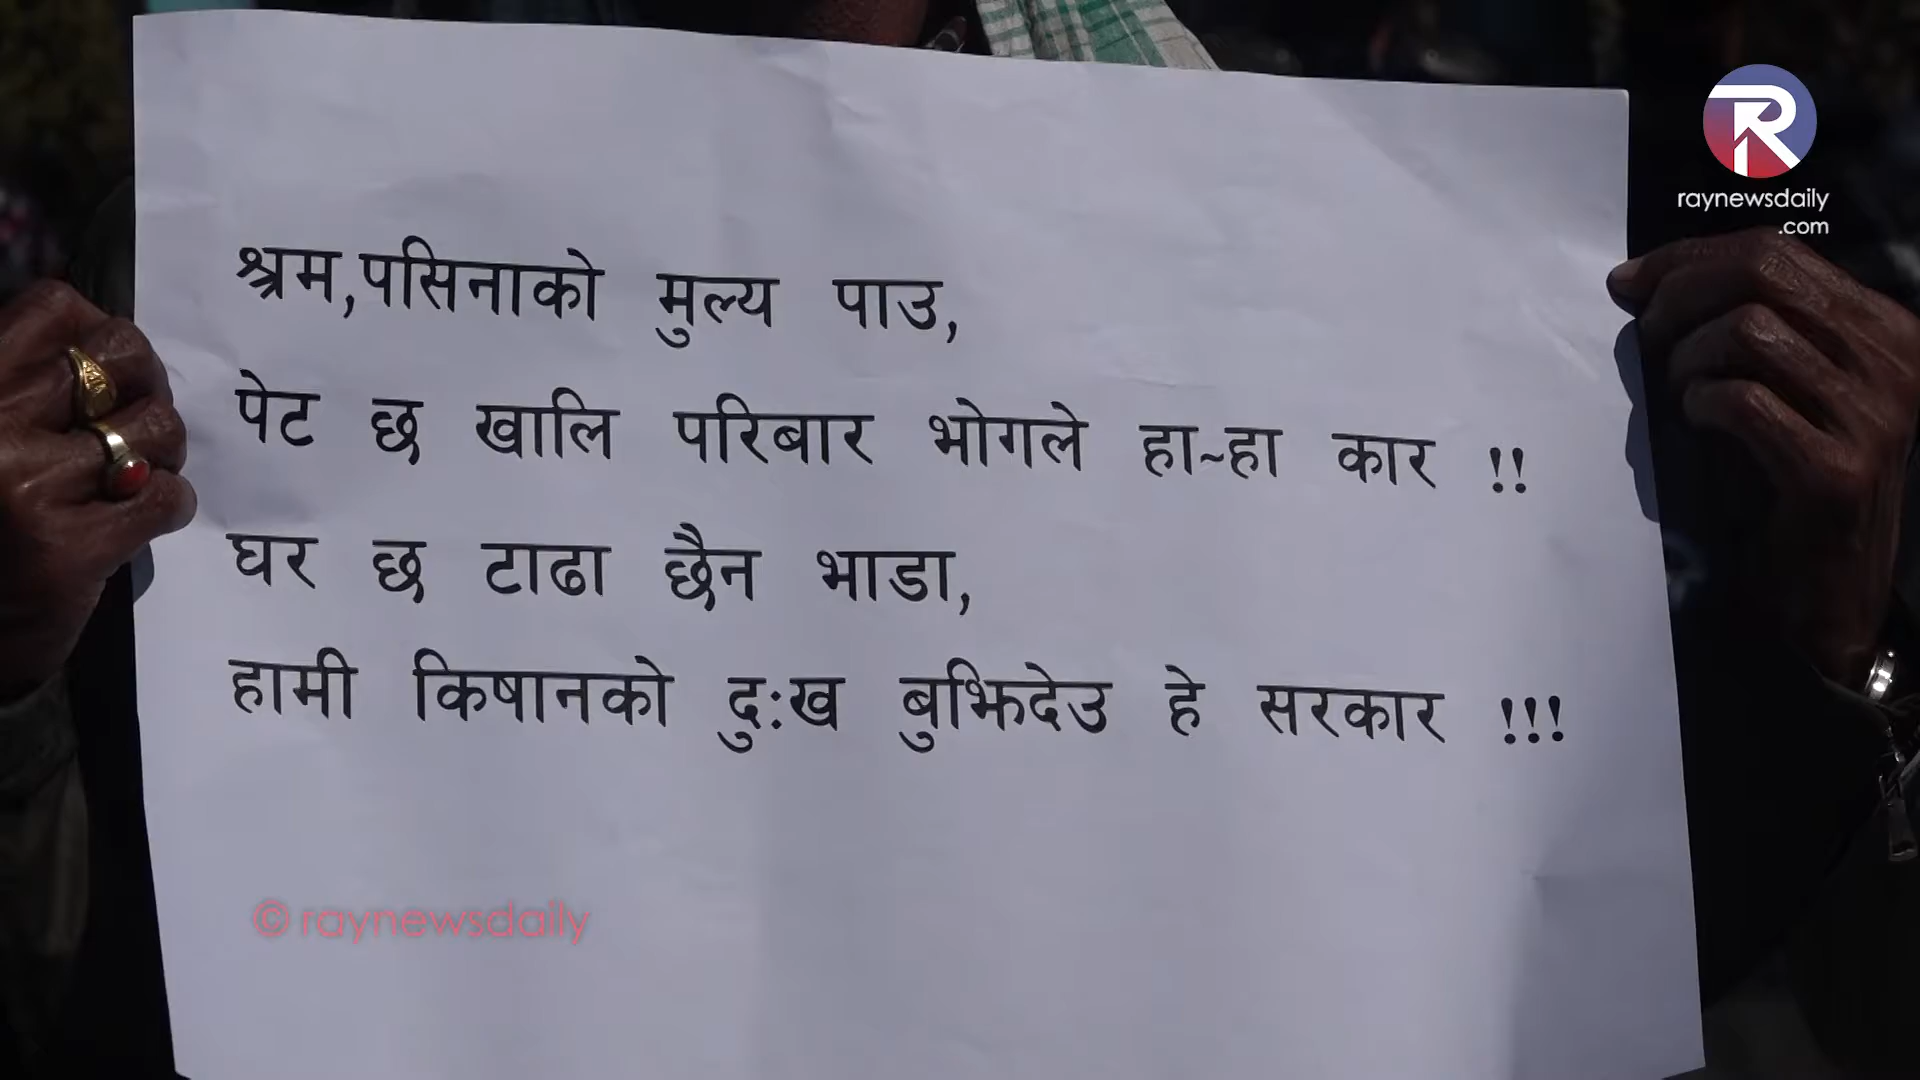 raynewsdaily
.com
श्रम,पसिनाको मुल्य पाउ,
पेट छ खालि परिबार भोगले हा~हा कार !!
घर छ टाढा छैन भाडा,
हामी किषानको दुःख बुझिदेउ हे सरकार !!!
© raynewsdaily